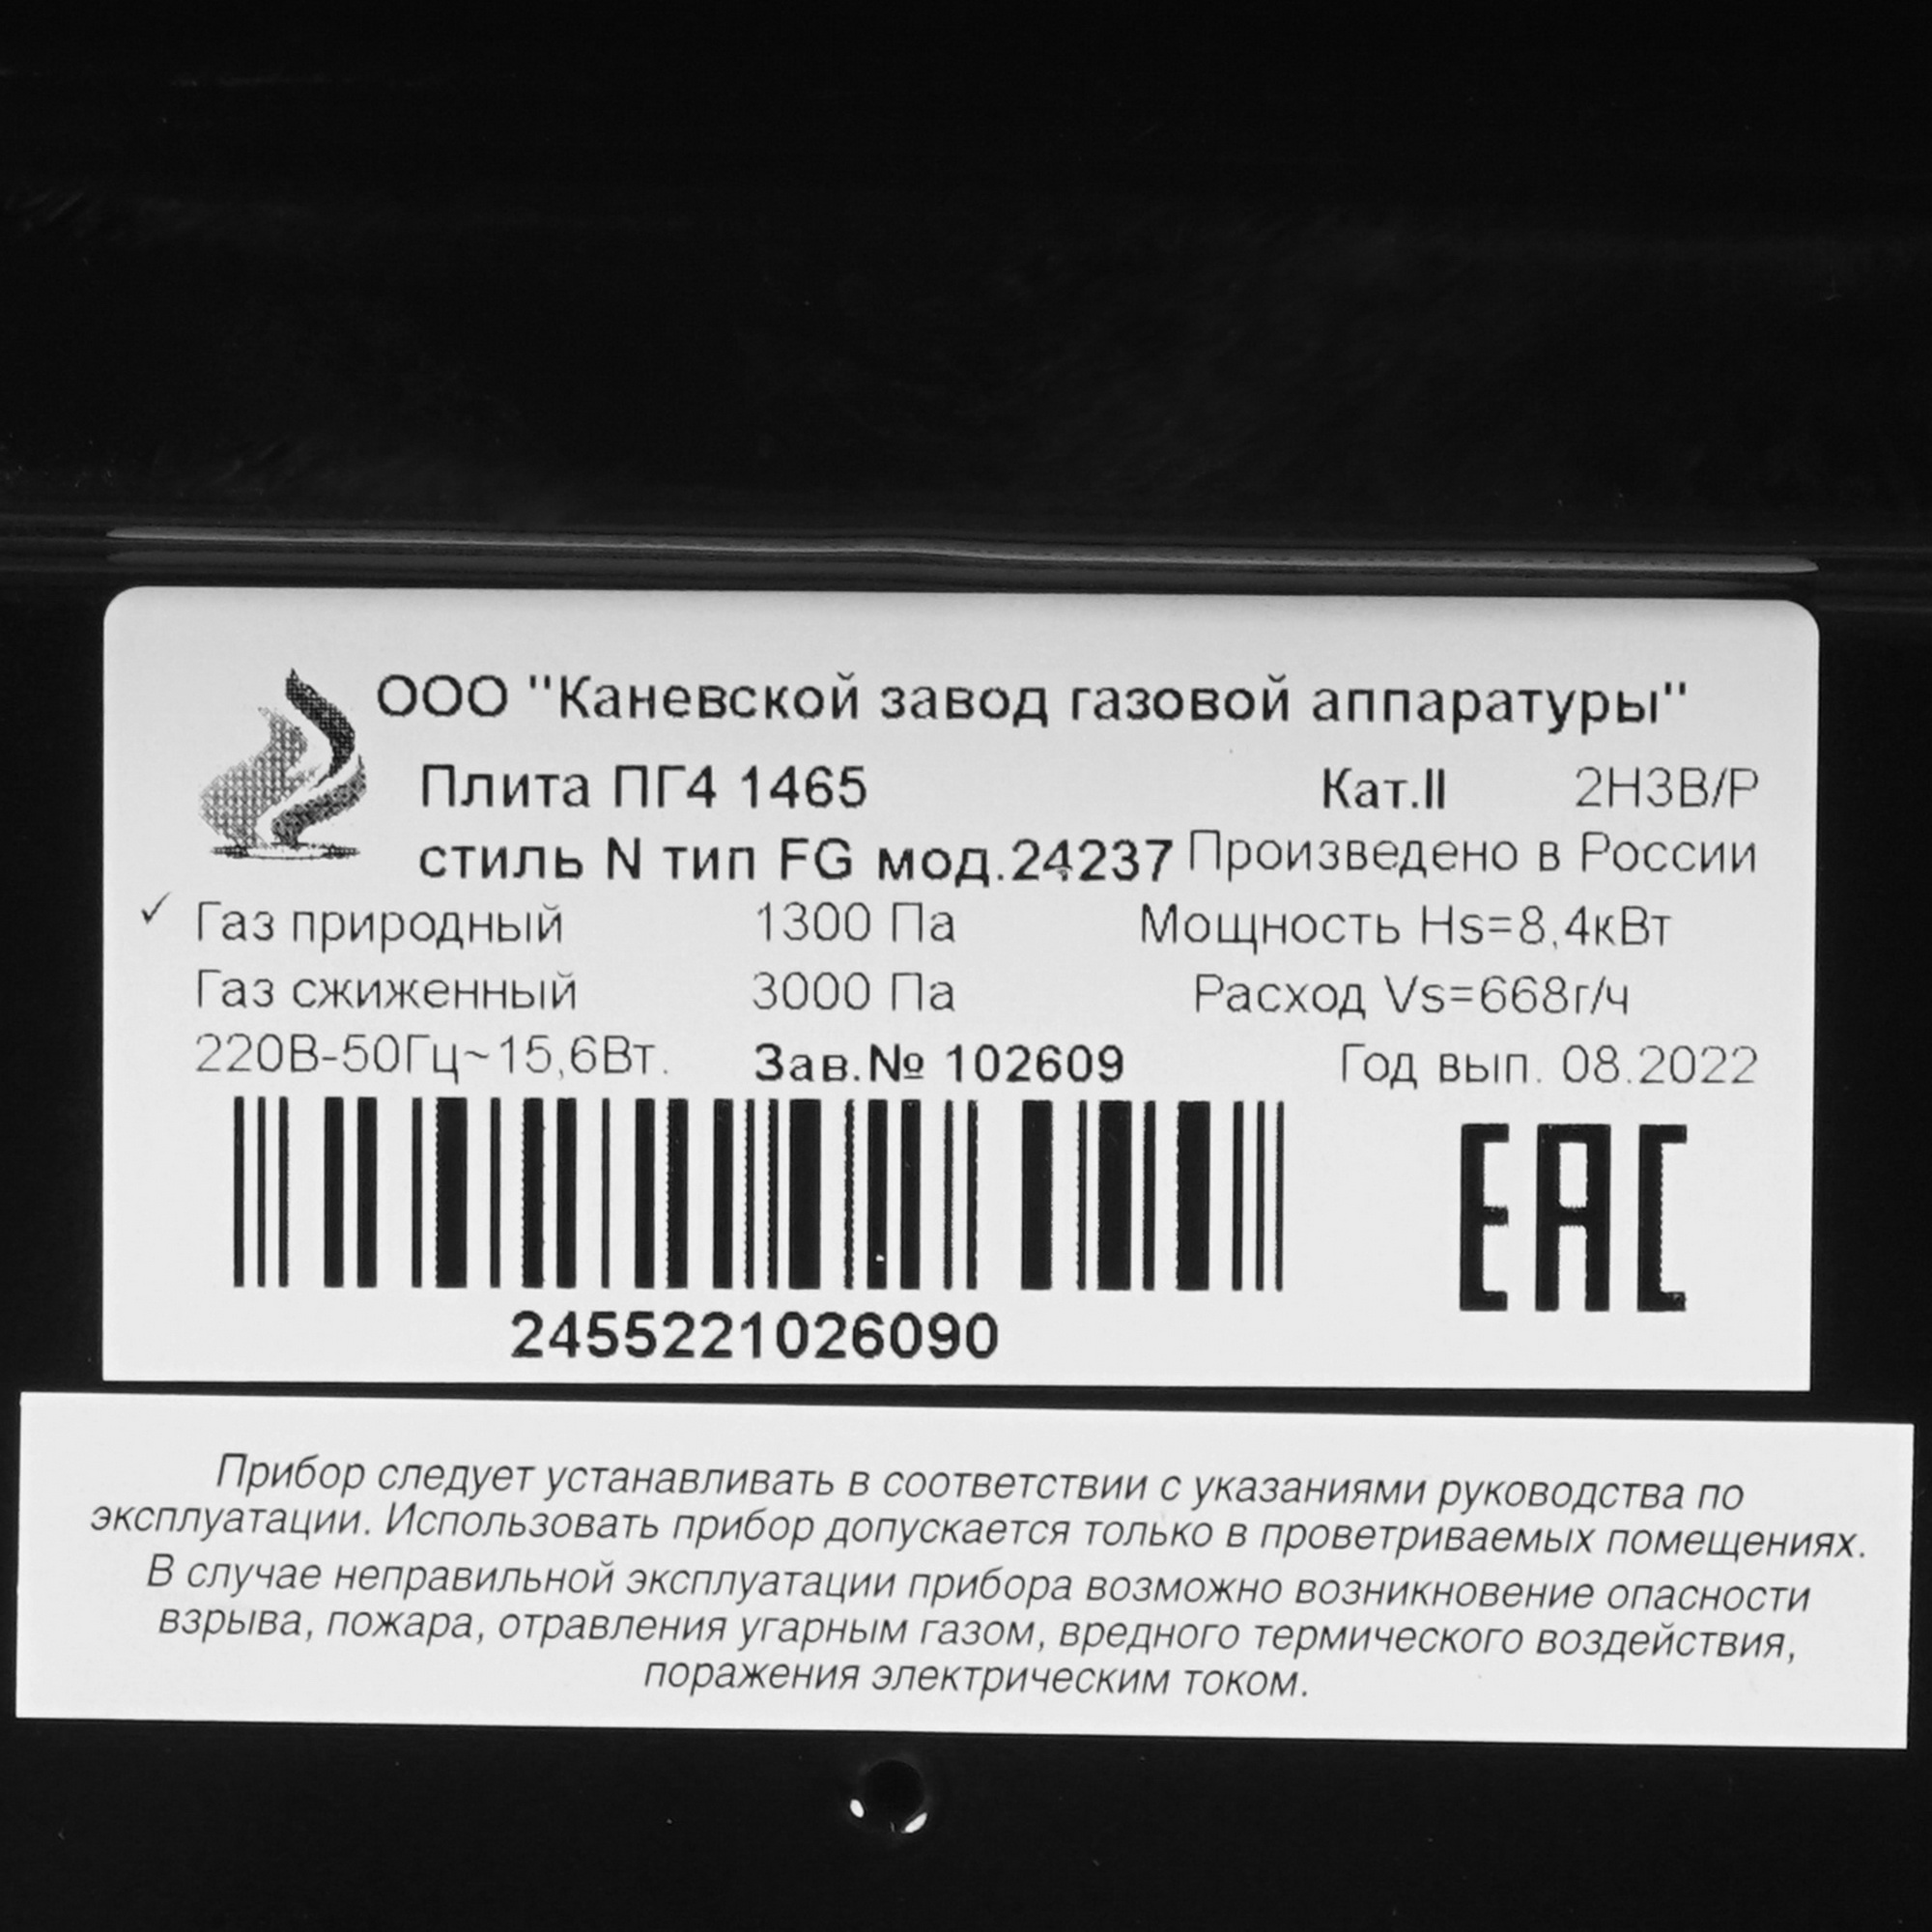 ООО "Каневской завод газовой аппаратуры"
Плита ПГ4 1465 Кат.II 2Н3В/Р
стиль N тип FG мод.24237 Произведено в России
✓ Газ природный 1300 Па Мощность Hs=8,4кВт
Газ сжиженный 3000 Па Расход Vs=668г/ч
220В-50Гц~15,6Вт. Зав.№ 102609 Год вып. 08.2022
EAC
2455221026090
Прибор следует устанавливать в соответствии с указаниями руководства по
эксплуатации. Использовать прибор допускается только в проветриваемых помещениях.
В случае неправильной эксплуатации прибора возможно возникновение опасности
взрыва, пожара, отравления угарным газом, вредного термического воздействия,
поражения электрическим током.